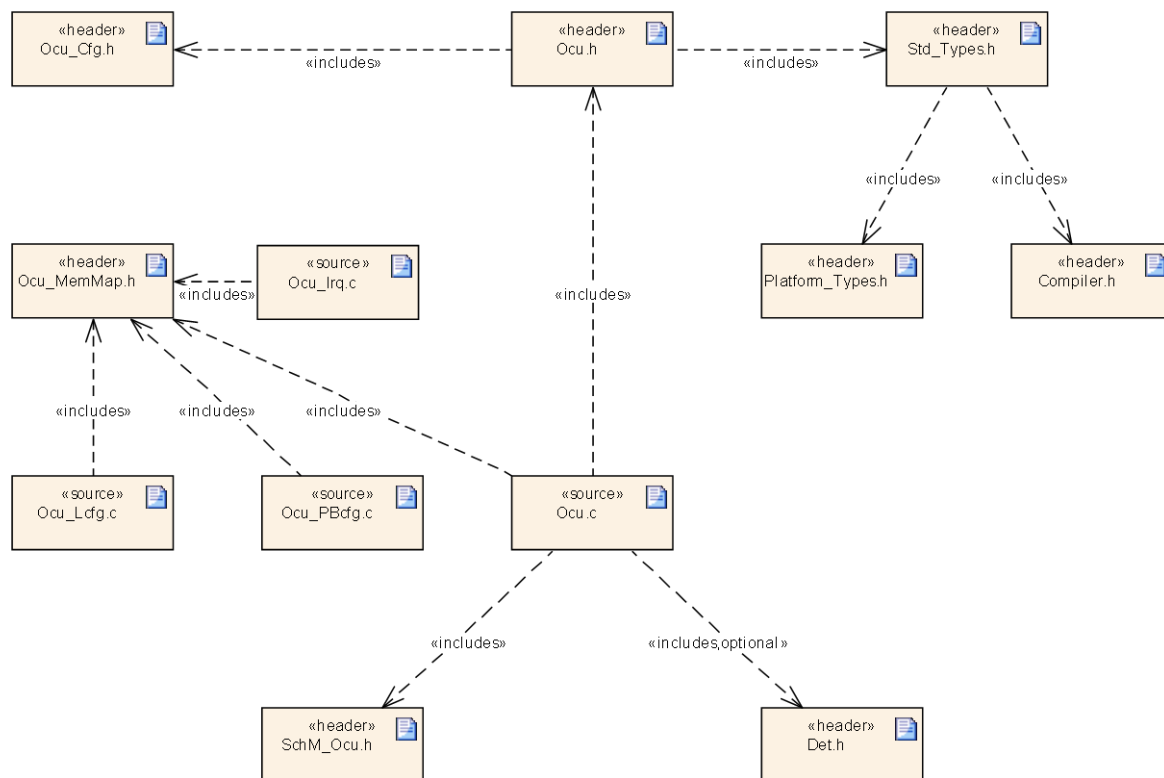 «header»
Ocu_Cfg.h
«header»
Ocu.h
«header»
Std_Types.h
«includes»
«includes»
«includes»
«includes»
«header»
Ocu_MemMap.h
«source»
Ocu_Irq.c
«header»
Platform_Types.h
«header»
Compiler.h
«includes»
«includes»
«includes»
«includes»
«includes»
«source»
Ocu_Lcfg.c
«source»
Ocu_PBcfg.c
«source»
Ocu.c
«includes»
«includes,optional»
«header»
SchM_Ocu.h
«header»
Det.h